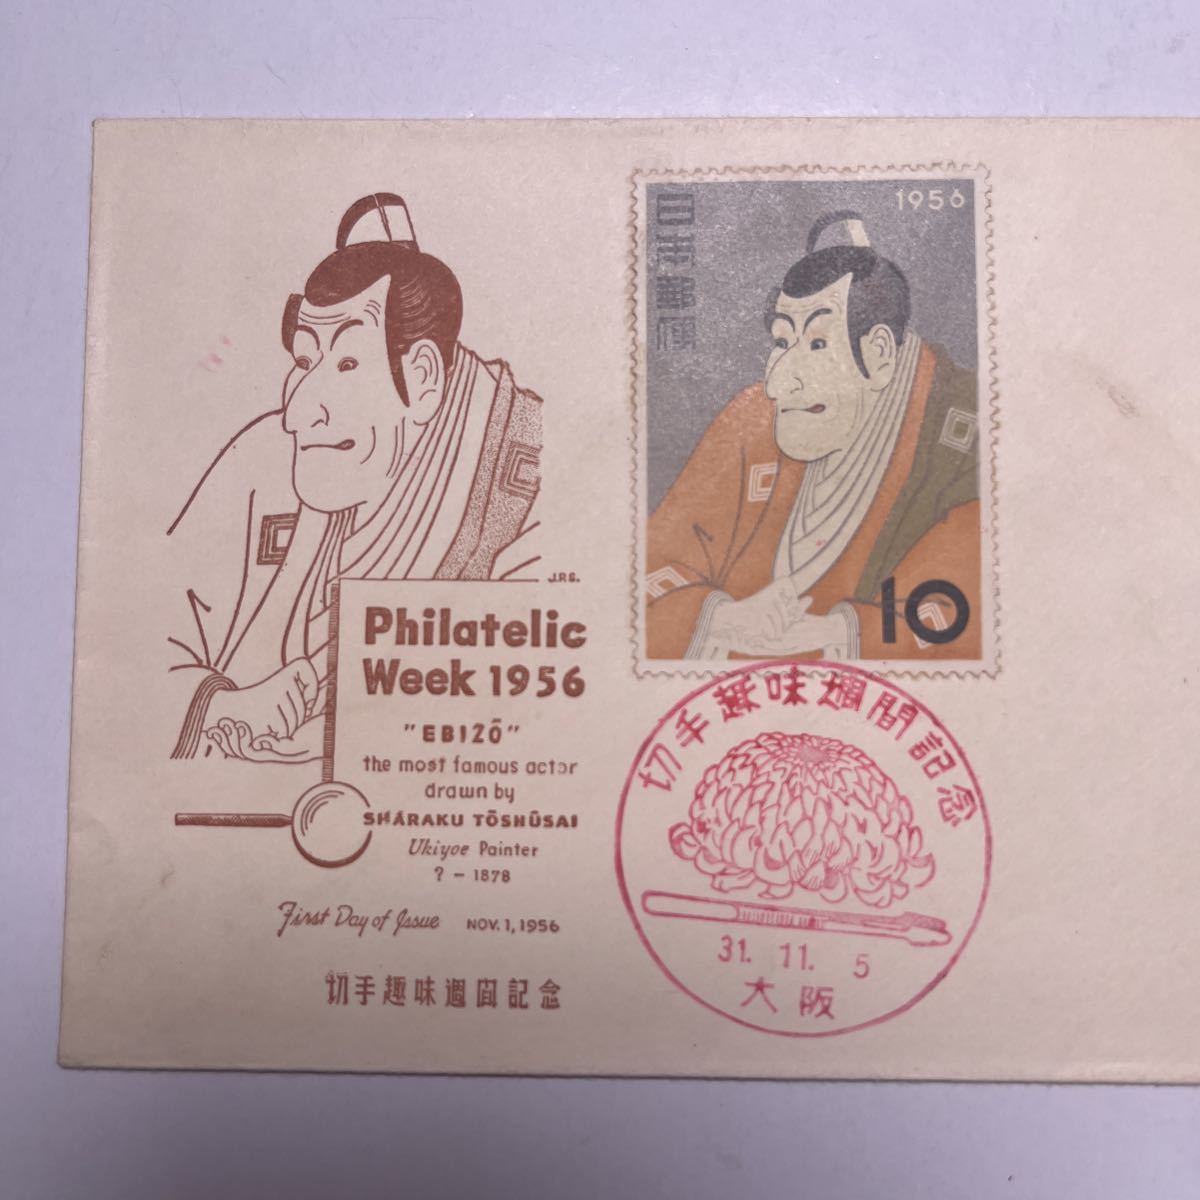 J.P.S.
Philatelic
Week 1956
"EBIZŌ"
the most famous actor
drawn by
SHARAKU TŌSHŪSAI
Ukiyoe Painter
? - 1878
First Day of Issue NOV. 1, 1956
切手趣味週間記念
1956
日本郵便
10
切手趣味週間記念
31. 11. 5
大阪